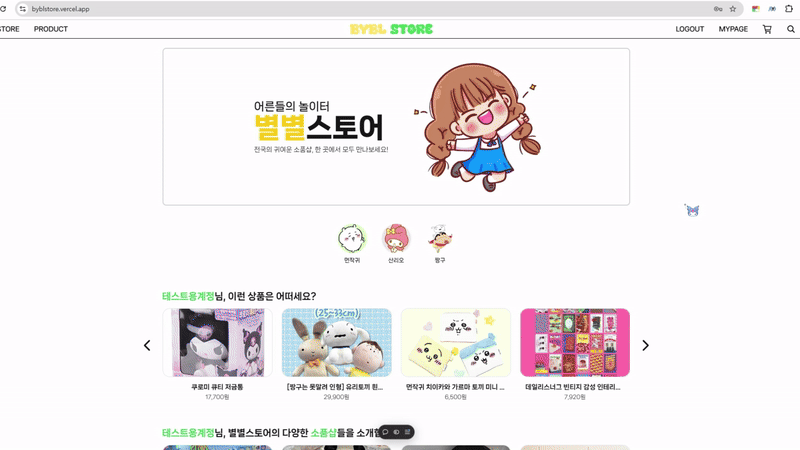 byblstore.vercel.app
STORE
PRODUCT
BYBL STORE
LOGOUT
MYPAGE
어른들의 놀이터
별별스토어
전국의 귀여운 소품샵, 한 곳에서 모두 만나보세요!
먼작귀
산리오
짱구
테스트용계정님, 이런 상품은 어떠세요?
(25~33cm)
쿠로미 큐티 저금통
17,700원
[짱구는 못말려 인형] 유리토끼 흰...
29,900원
먼작귀 치이카와 가르마 토끼 미니 ...
6,500원
데일리스너그 빈티지 감성 인테리...
7,920원
테스트용계정님, 별별스토어의 다양한 소품샵들을 소개합